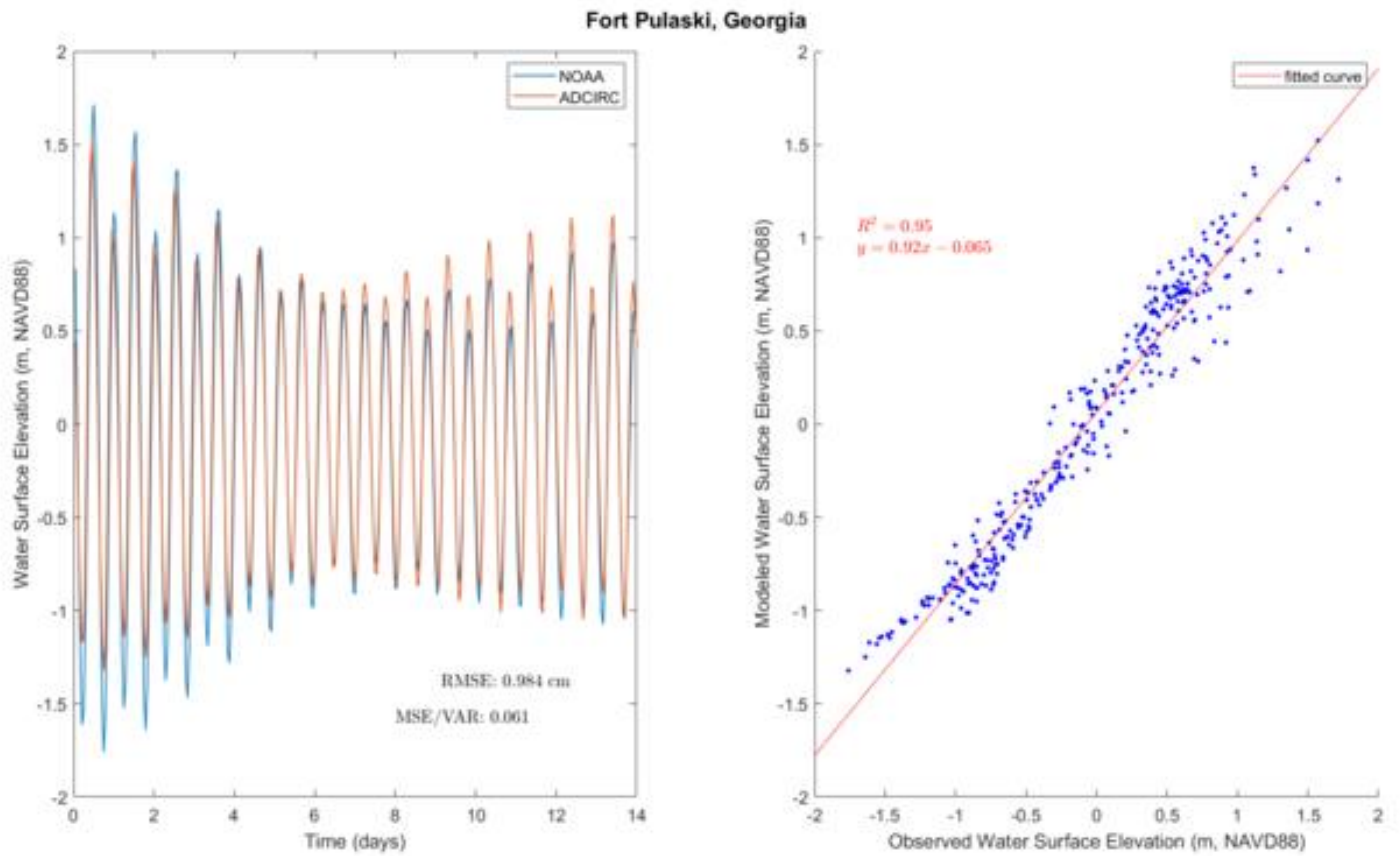 Fort Pulaski, Georgia
Water Surface Elevation (m, NAVD88)
2
1.5
1
0.5
0
-0.5
-1
-1.5
-2
NOAA
ADCIRC
RMSE: 0.984 cm
MSE/VAR: 0.061
0 2 4 6 8 10 12 14
Time (days)
Modeled Water Surface Elevation (m, NAVD88)
2
1.5
1
0.5
0
-0.5
-1
-1.5
-2
fitted curve
R² = 0.95
y = 0.92x − 0.065
-2 -1.5 -1 -0.5 0 0.5 1 1.5 2
Observed Water Surface Elevation (m, NAVD88)